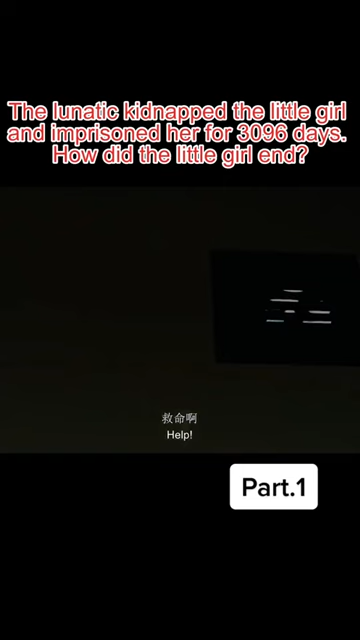 The lunatic kidnapped the little girl
and imprisoned her for 3096 days.
How did the little girl end?
救命啊
Help!
Part.1